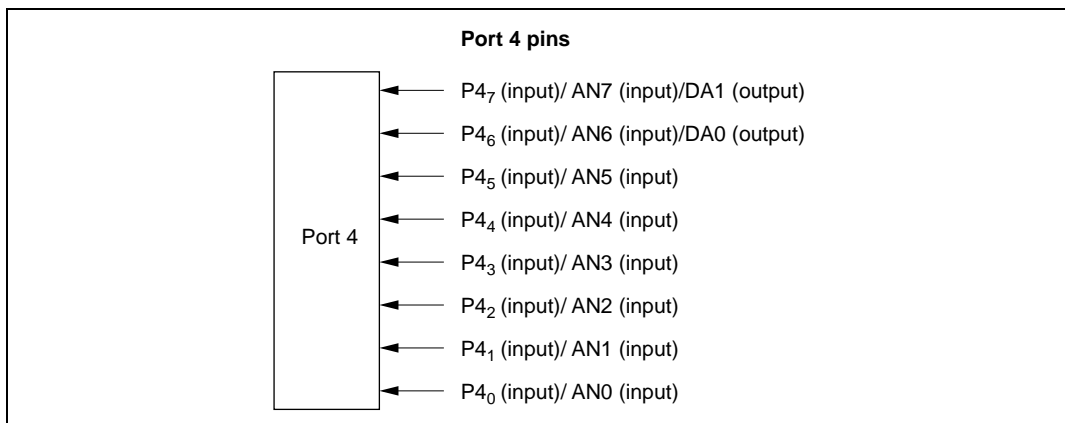 Port 4 pins
P4₇ (input)/ AN7 (input)/DA1 (output)
P4₆ (input)/ AN6 (input)/DA0 (output)
P4₅ (input)/ AN5 (input)
P4₄ (input)/ AN4 (input)
Port 4
P4₃ (input)/ AN3 (input)
P4₂ (input)/ AN2 (input)
P4₁ (input)/ AN1 (input)
P4₀ (input)/ AN0 (input)